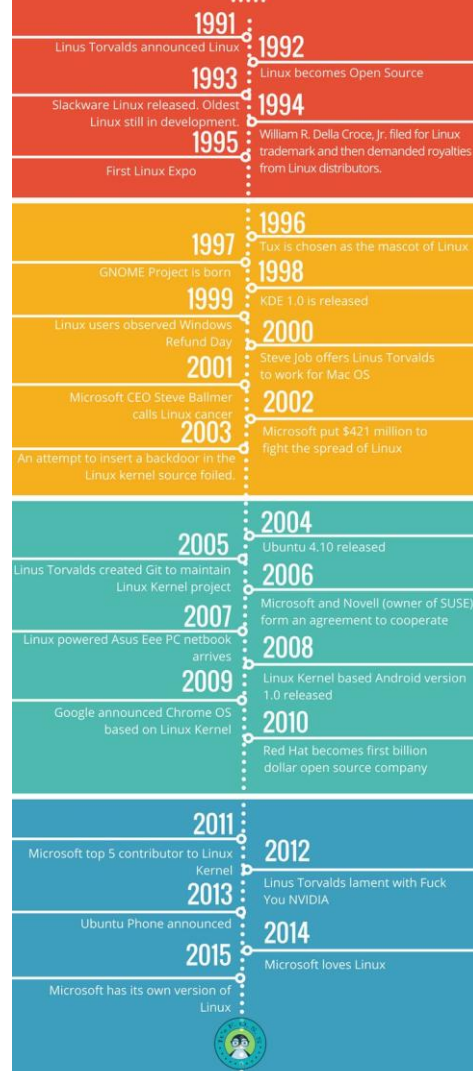 1991
Linus Torvalds announced Linux
1992
Linux becomes Open Source
1993
Slackware Linux released. Oldest
Linux still in development.
1994
William R. Della Croce, Jr. filed for Linux
trademark and then demanded royalties
from Linux distributors.
1995
First Linux Expo
1996
Tux is chosen as the mascot of Linux
1997
GNOME Project is born
1998
KDE 1.0 is released
1999
Linux users observed Windows
Refund Day
2000
Steve Job offers Linus Torvalds
to work for Mac OS
2001
Microsoft CEO Steve Ballmer
calls Linux cancer
2002
Microsoft put $421 million to
fight the spread of Linux
2003
An attempt to insert a backdoor in the
Linux kernel source foiled.
2004
Ubuntu 4.10 released
2005
Linus Torvalds created Git to maintain
Linux Kernel project
2006
Microsoft and Novell (owner of SUSE)
form an agreement to cooperate
2007
Linux powered Asus Eee PC netbook
arrives
2008
Linux Kernel based Android version
1.0 released
2009
Google announced Chrome OS
based on Linux Kernel
2010
Red Hat becomes first billion
dollar open source company
2011
Microsoft top 5 contributor to Linux
Kernel
2012
Linus Torvalds lament with Fuck
You NVIDIA
2013
Ubuntu Phone announced
2014
Microsoft loves Linux
2015
Microsoft has its own version of
Linux